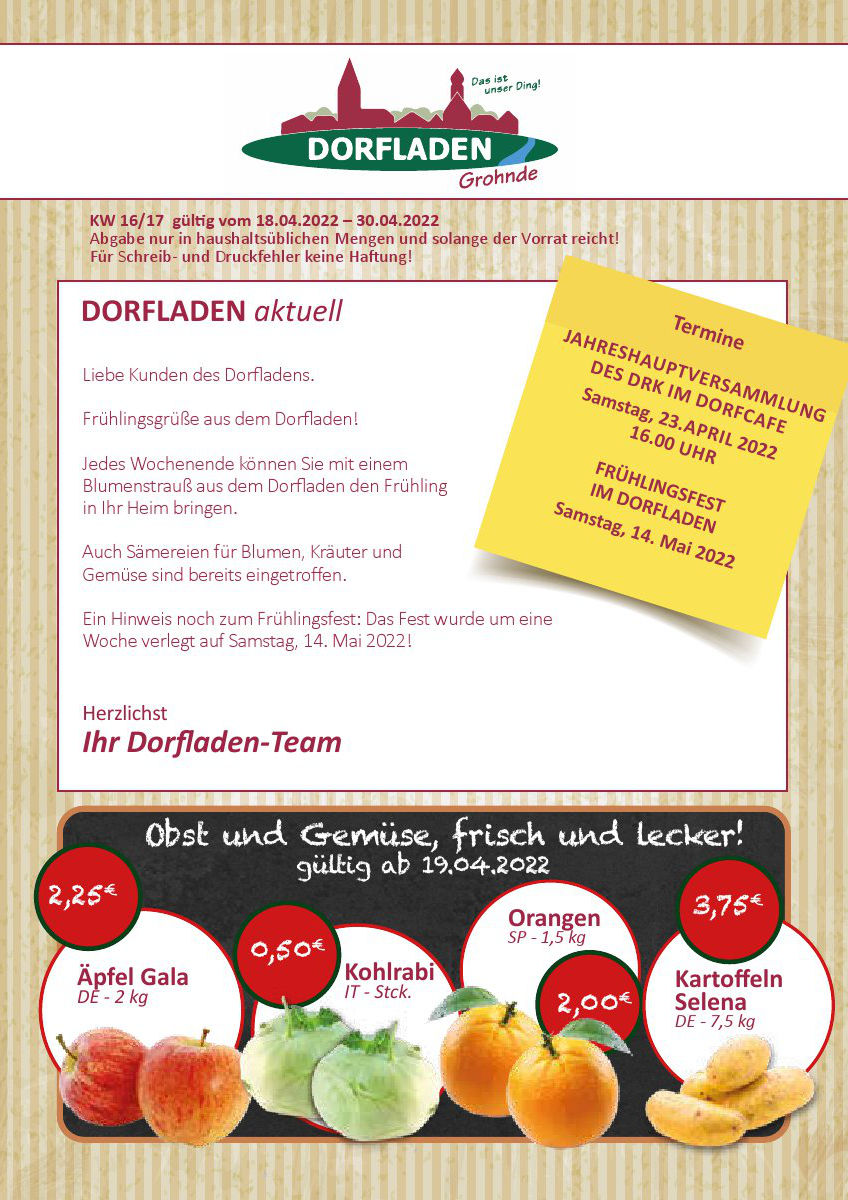 Das ist
unser Ding!
DORFLADEN
Grohnde
KW 16/17 gültig vom 18.04.2022 – 30.04.2022
Abgabe nur in haushaltsüblichen Mengen und solange der Vorrat reicht!
Für Schreib- und Druckfehler keine Haftung!
DORFLADEN aktuell
Liebe Kunden des Dorfladens.
Frühlingsgrüße aus dem Dorfladen!
Jedes Wochenende können Sie mit einem
Blumenstrauß aus dem Dorfladen den Frühling
in Ihr Heim bringen.
Auch Sämereien für Blumen, Kräuter und
Gemüse sind bereits eingetroffen.
Ein Hinweis noch zum Frühlingsfest: Das Fest wurde um eine
Woche verlegt auf Samstag, 14. Mai 2022!
Herzlichst
Ihr Dorfladen-Team
Termine
JAHRESHAUPTVERSAMMLUNG
DES DRK IM DORFCAFE
Samstag, 23.APRIL 2022
16.00 UHR
FRÜHLINGSFEST
IM DORFLADEN
Samstag, 14. Mai 2022
Obst und Gemüse, frisch und lecker!
gültig ab 19.04.2022
2,25€
Äpfel Gala
DE - 2 kg
0,50€
Kohlrabi
IT - Stck.
Orangen
SP - 1,5 kg
2,00€
3,75€
Kartoffeln
Selena
DE - 7,5 kg